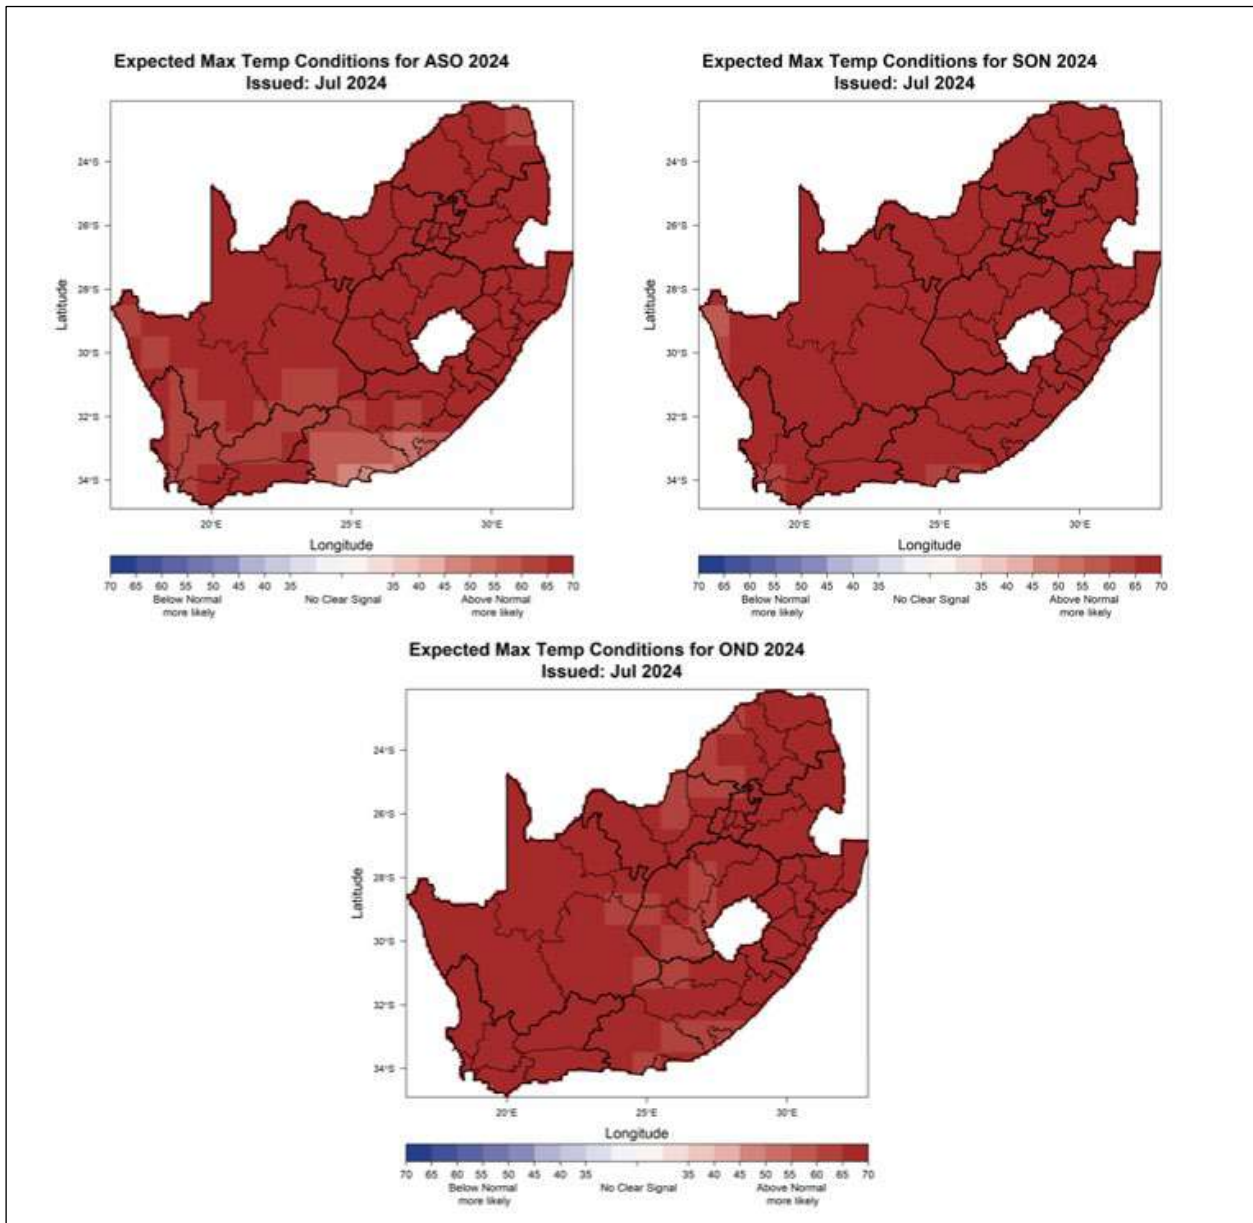 Expected Max Temp Conditions for ASO 2024
Issued: Jul 2024
24°S
26°S
28°S
30°S
32°S
34°S
Latitude
20°E 25°E 30°E
Longitude
70 65 60 55 50 45 40 35 35 40 45 50 55 60 65 70
Below Normal No Clear Signal Above Normal
more likely more likely
Expected Max Temp Conditions for SON 2024
Issued: Jul 2024
24°S
26°S
28°S
30°S
32°S
34°S
Latitude
20°E 25°E 30°E
Longitude
70 65 60 55 50 45 40 35 35 40 45 50 55 60 65 70
Below Normal No Clear Signal Above Normal
more likely more likely
Expected Max Temp Conditions for OND 2024
Issued: Jul 2024
24°S
26°S
28°S
30°S
32°S
34°S
Latitude
20°E 25°E 30°E
Longitude
70 65 60 55 50 45 40 35 35 40 45 50 55 60 65 70
Below Normal No Clear Signal Above Normal
more likely more likely